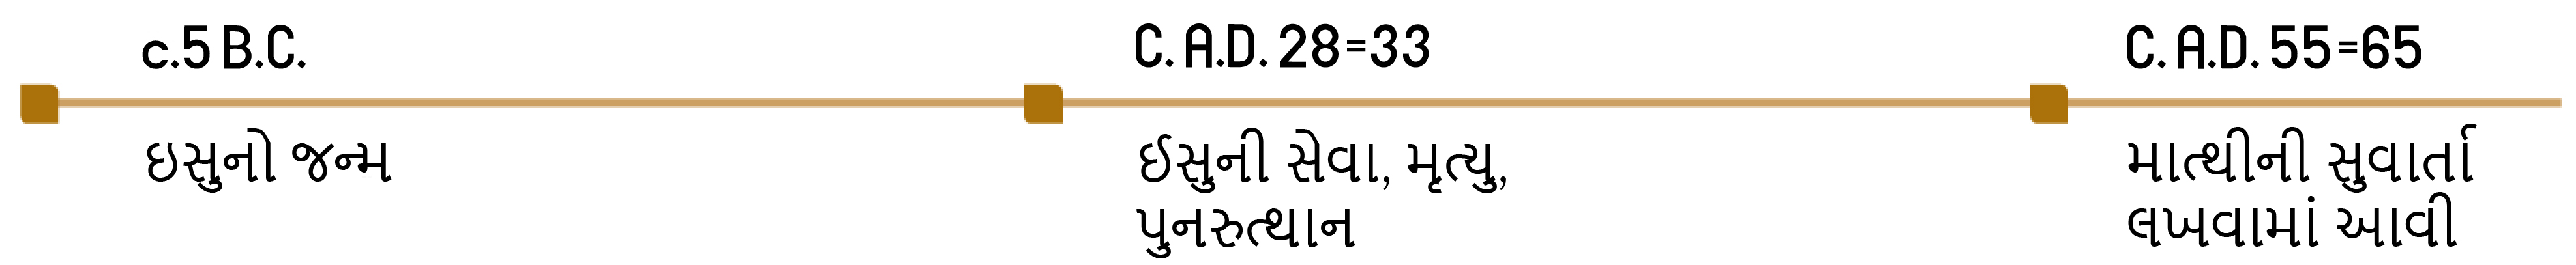 c.5 B.C.
ઇસુનો જન્મ
C. A.D. 28=33
ઈસુની સેવા, મૃત્યુ,
પુનરુત્થાન
C. A.D. 55=65
માત્થીની સુવાર્તા
લખવામાં આવી